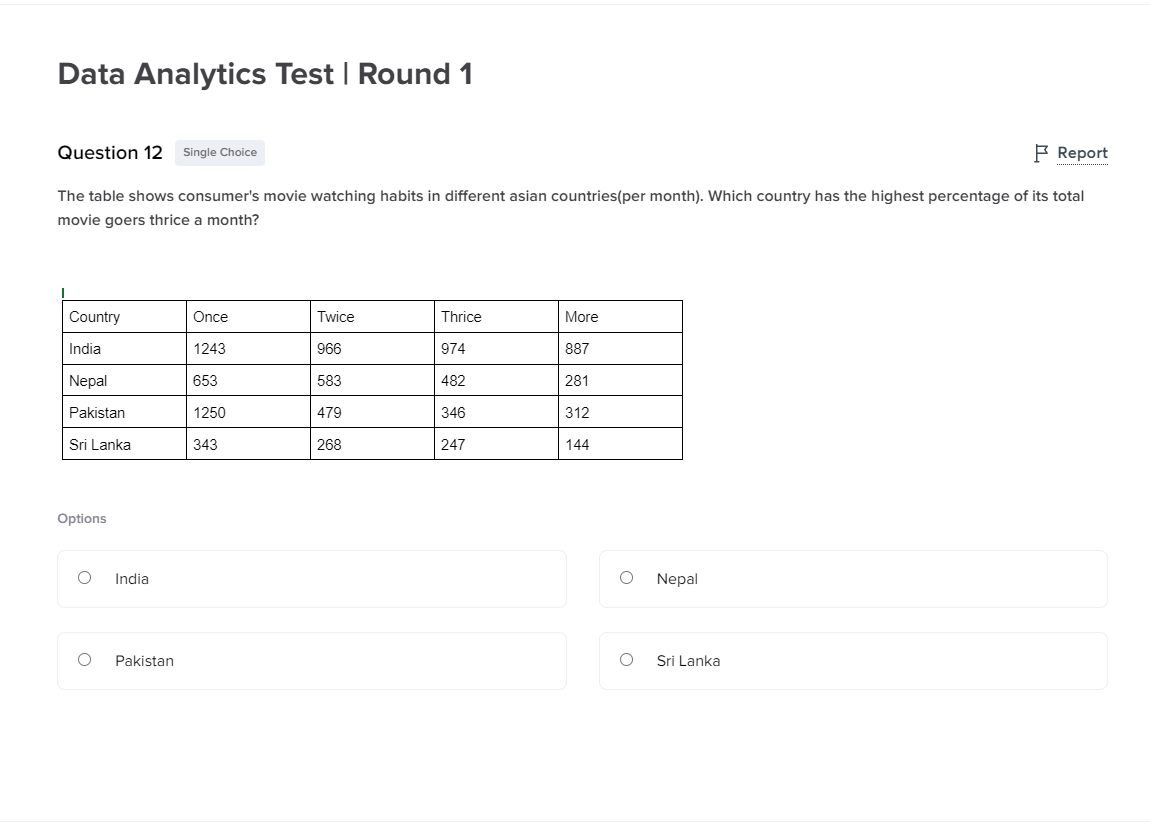 Data Analytics Test | Round 1
Question 12 Single Choice Report
The table shows consumer's movie watching habits in different asian countries(per month). Which country has the highest percentage of its total
movie goers thrice a month?
Country Once Twice Thrice More
India 1243 966 974 887
Nepal 653 583 482 281
Pakistan 1250 479 346 312
Sri Lanka 343 268 247 144
Options
India Nepal
Pakistan Sri Lanka